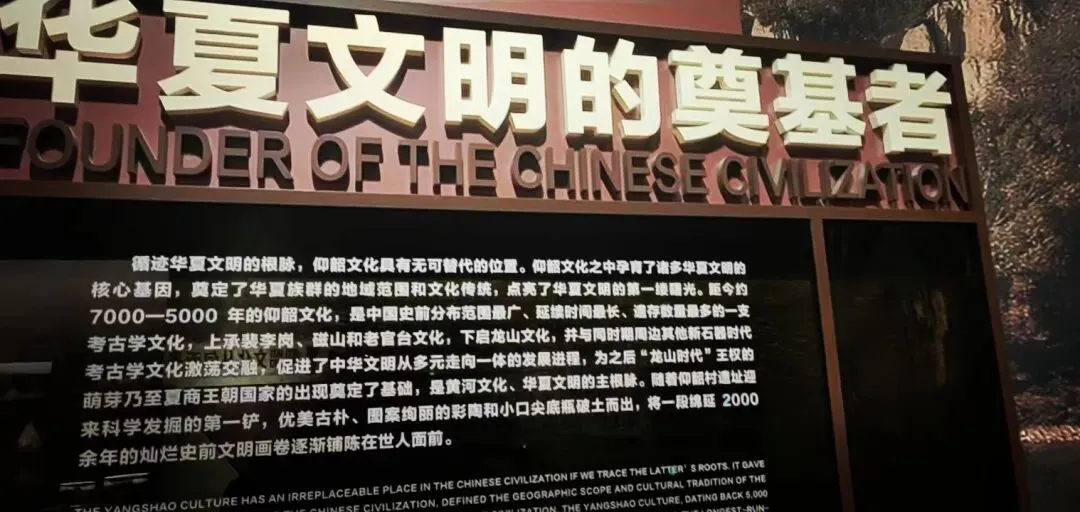 华夏文明的奠基者
FOUNDER OF THE CHINESE CIVILIZATION
循迹华夏文明的根脉，仰韶文化具有无可替代的位置。仰韶文化之中孕育了诸多华夏文明的
核心基因，奠定了华夏族群的地域范围和文化传统，点亮了华夏文明的第一缕曙光。距今约
7000—5000 年的仰韶文化，是中国史前分布范围最广、延续时间最长、遗存数量最多的一支
考古学文化，上承裴李岗、磁山和老官台文化，下启龙山文化，并与同时期周边其他新石器时代
考古学文化激荡交融，促进了中华文明从多元走向一体的发展进程，为之后“龙山时代”王权的
萌芽乃至夏商王朝国家的出现奠定了基础，是黄河文化、华夏文明的主根脉。随着仰韶村遗址迎
来科学发掘的第一铲，优美古朴、图案绚丽的彩陶和小口尖底瓶破土而出，将一段绵延 2000
余年的灿烂史前文明画卷逐渐铺陈在世人面前。
THE YANGSHAO CULTURE HAS AN IRREPLACEABLE PLACE IN THE CHINESE CIVILIZATION IF WE TRACE THE LATTER'S ROOTS. IT GAVE
THE CHINESE CIVILIZATION, DEFINED THE GEOGRAPHIC SCOPE AND CULTURAL TRADITION OF THE
CIVILIZATION. THE YANGSHAO CULTURE, DATING BACK 5,000
THE LONGEST-RUN-